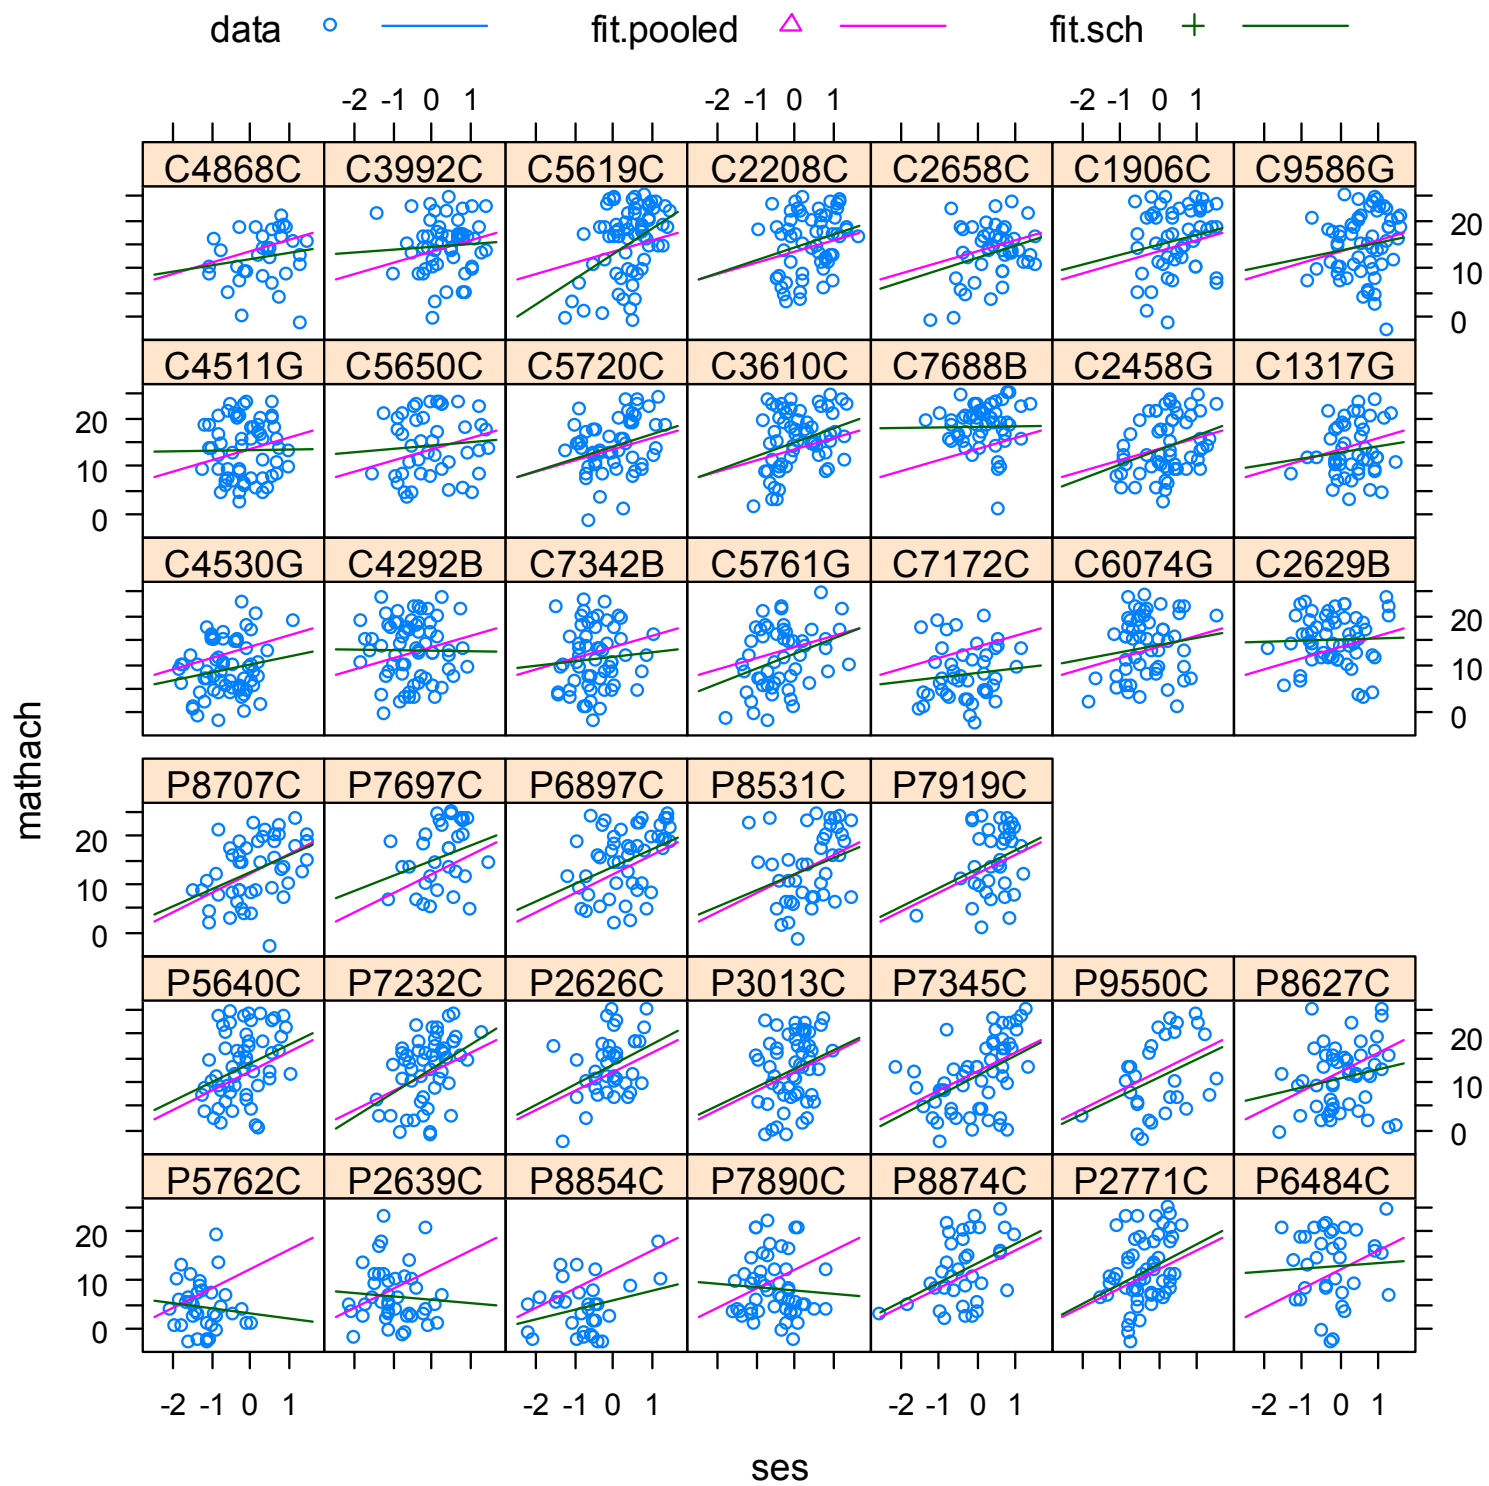 data fit.pooled fit.sch
-2 -1 0 1 -2 -1 0 1 -2 -1 0 1
C4868C C3992C C5619C C2208C C2658C C1906C C9586G
20
10
0
C4511G C5650C C5720C C3610C C7688B C2458G C1317G
20
10
0
C4530G C4292B C7342B C5761G C7172C C6074G C2629B
20
10
0
mathach
P8707C P7697C P6897C P8531C P7919C
20
10
0
P5640C P7232C P2626C P3013C P7345C P9550C P8627C
20
10
0
P5762C P2639C P8854C P7890C P8874C P2771C P6484C
20
10
0
-2 -1 0 1 -2 -1 0 1 -2 -1 0 1 -2 -1 0 1
ses